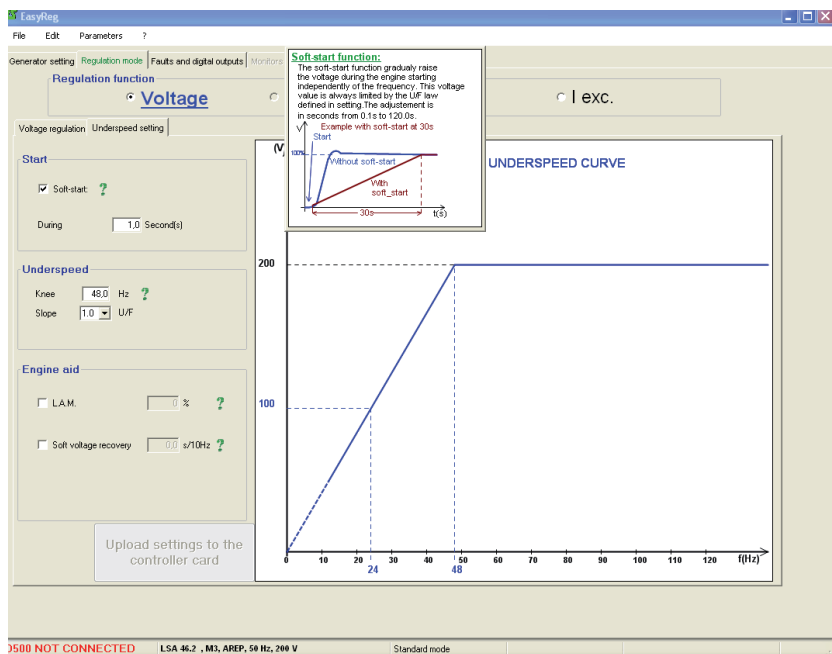 EasyReg
File Edit Parameters ?
Generator setting Regulation mode Faults and digital outputs Monitors
Regulation function
Voltage
I exc.
Voltage regulation Underspeed setting
Soft-start function:
The soft-start function gradualy raise
the voltage during the engine starting
independently of the frequency. This voltage
value is always limited by the U/F law
defined in setting.The adjustement is
in seconds from 0.1s to 120.0s.
Example with soft-start at 30s
V
Start
100%
Without soft-start
With
soft_start
30s
t(s)
Start
Soft-start: ?
During 1,0 Second(s)
Underspeed
Knee 48,0 Hz ?
Slope 1.0 U/F
Engine aid
L.A.M. 0 % ?
Soft voltage recovery 0,0 s/10Hz ?
Upload settings to the
controller card
(V)
UNDERSPEED CURVE
200
100
0 10 20 30 40 50 60 70 80 90 100 110 120 f(Hz)
24 48
D500 NOT CONNECTED LSA 46.2 , M3, AREP, 50 Hz, 200 V Standard mode